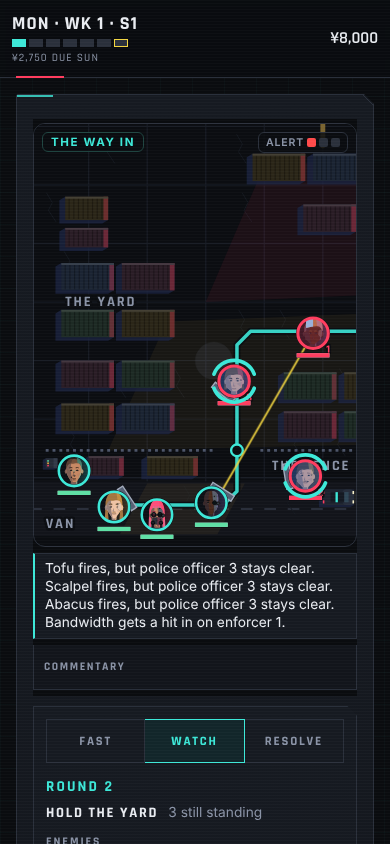 MON · WK 1 · S1
¥8,000
¥2,750 DUE SUN
THE WAY IN
ALERT
THE YARD
VAN
Tofu fires, but police officer 3 stays clear.
Scalpel fires, but police officer 3 stays clear.
Abacus fires, but police officer 3 stays clear.
Bandwidth gets a hit in on enforcer 1.
COMMENTARY
FAST
WATCH
RESOLVE
ROUND 2
HOLD THE YARD 3 still standing
ENEMIES